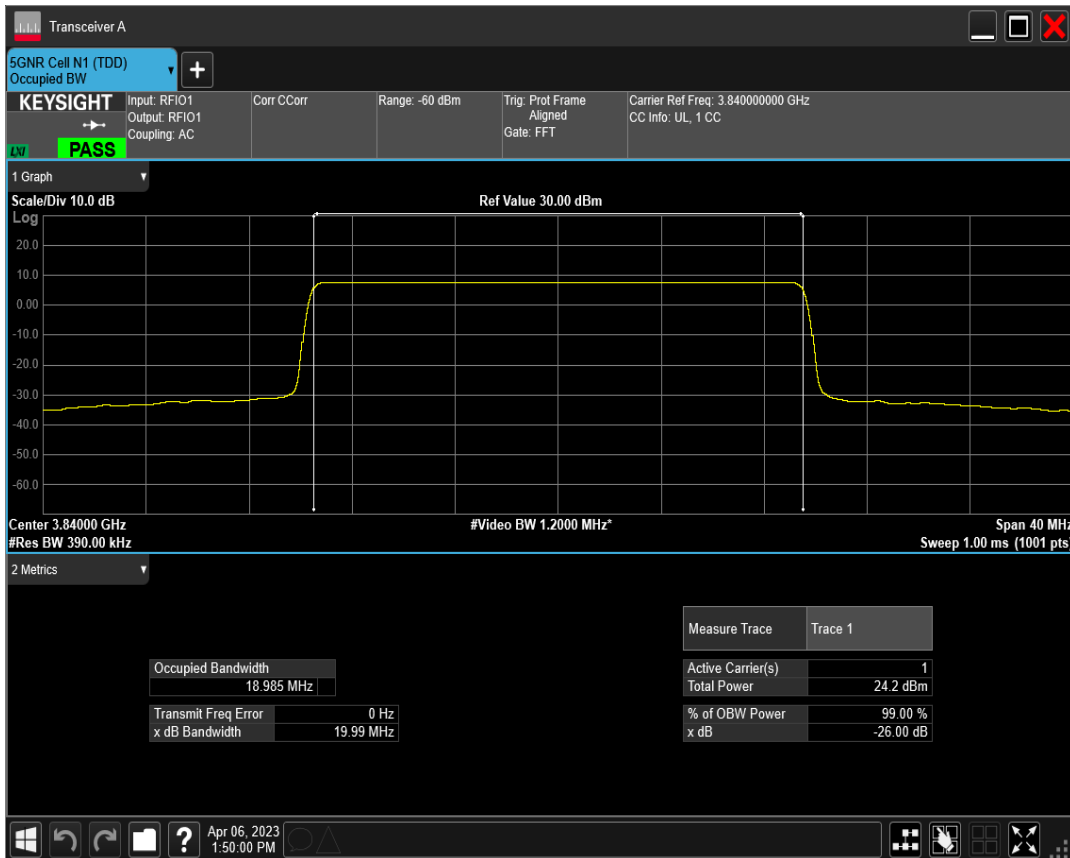 Transceiver A
5GNR Cell N1 (TDD)
Occupied BW
+
KEYSIGHT
LXI
PASS
Input: RFIO1
Output: RFIO1
Coupling: AC
Corr CCorr
Range: -60 dBm
Trig: Prot Frame
Aligned
Gate: FFT
Carrier Ref Freq: 3.840000000 GHz
CC Info: UL, 1 CC
1 Graph
Scale/Div 10.0 dB
Ref Value 30.00 dBm
Log
20.0
10.0
0.00
-10.0
-20.0
-30.0
-40.0
-50.0
-60.0
Center 3.84000 GHz
#Video BW 1.2000 MHz*
Span 40 MHz
#Res BW 390.00 kHz
Sweep 1.00 ms (1001 pts)
2 Metrics
Measure Trace Trace 1
Occupied Bandwidth
18.985 MHz
Active Carrier(s) 1
Total Power 24.2 dBm
Transmit Freq Error 0 Hz
x dB Bandwidth 19.99 MHz
% of OBW Power 99.00 %
x dB -26.00 dB
?
Apr 06, 2023
1:50:00 PM